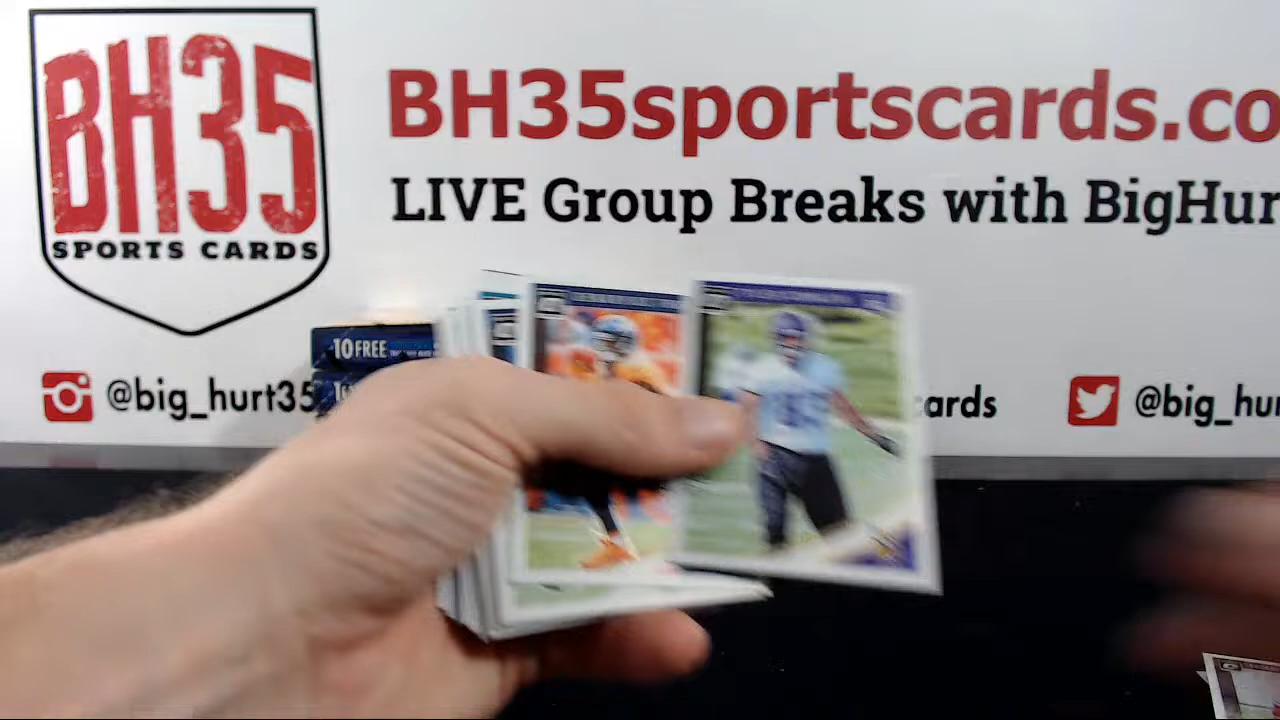 BH35
SPORTS CARDS
BH35sportscards.co
LIVE Group Breaks with BigHur
10 FREE
@big_hurt35
cards
@big_hu